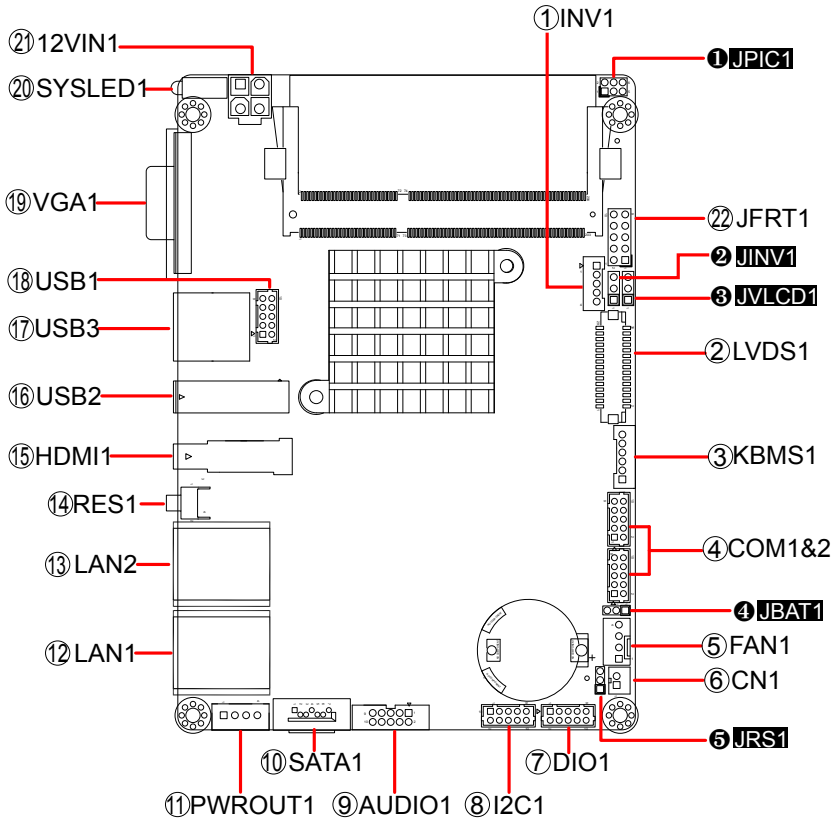 ①INV1
㉑12VIN1
❶JPIC1
⑳SYSLED1
⑲VGA1
㉒JFRT1
❷JINV1
⑱USB1
❸JVLCD1
⑰USB3
②LVDS1
⑯USB2
⑮HDMI1
③KBMS1
⑭RES1
④COM1&2
⑬LAN2
❹JBAT1
⑤FAN1
⑫LAN1
⑥CN1
❺JRS1
⑩SATA1
⑦DIO1
⑪PWROUT1
⑨AUDIO1
⑧I2C1